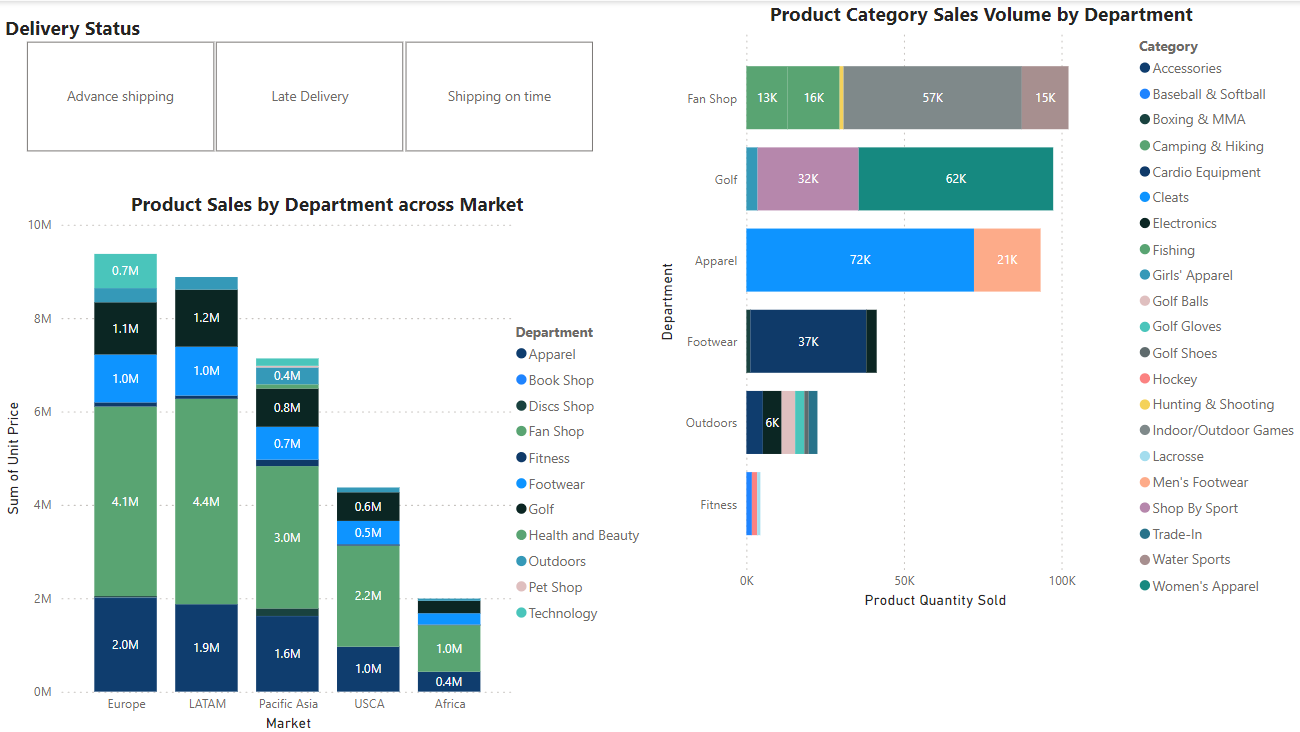 Delivery Status
Advance shipping
Late Delivery
Shipping on time
Product Sales by Department across Market
Sum of Unit Price
10M
8M
6M
4M
2M
0M
0.7M
1.1M
1.0M
4.1M
2.0M
1.2M
1.0M
4.4M
1.9M
0.4M
0.8M
0.7M
3.0M
1.6M
0.6M
0.5M
2.2M
1.0M
1.0M
0.4M
Europe
LATAM
Pacific Asia
USCA
Africa
Market
Department
Apparel
Book Shop
Discs Shop
Fan Shop
Fitness
Footwear
Golf
Health and Beauty
Outdoors
Pet Shop
Technology
Product Category Sales Volume by Department
Department
Fan Shop
13K
16K
57K
15K
Golf
32K
62K
Apparel
72K
21K
Footwear
37K
Outdoors
6K
Fitness
0K
50K
100K
Product Quantity Sold
Category
Accessories
Baseball & Softball
Boxing & MMA
Camping & Hiking
Cardio Equipment
Cleats
Electronics
Fishing
Girls' Apparel
Golf Balls
Golf Gloves
Golf Shoes
Hockey
Hunting & Shooting
Indoor/Outdoor Games
Lacrosse
Men's Footwear
Shop By Sport
Trade-In
Water Sports
Women's Apparel